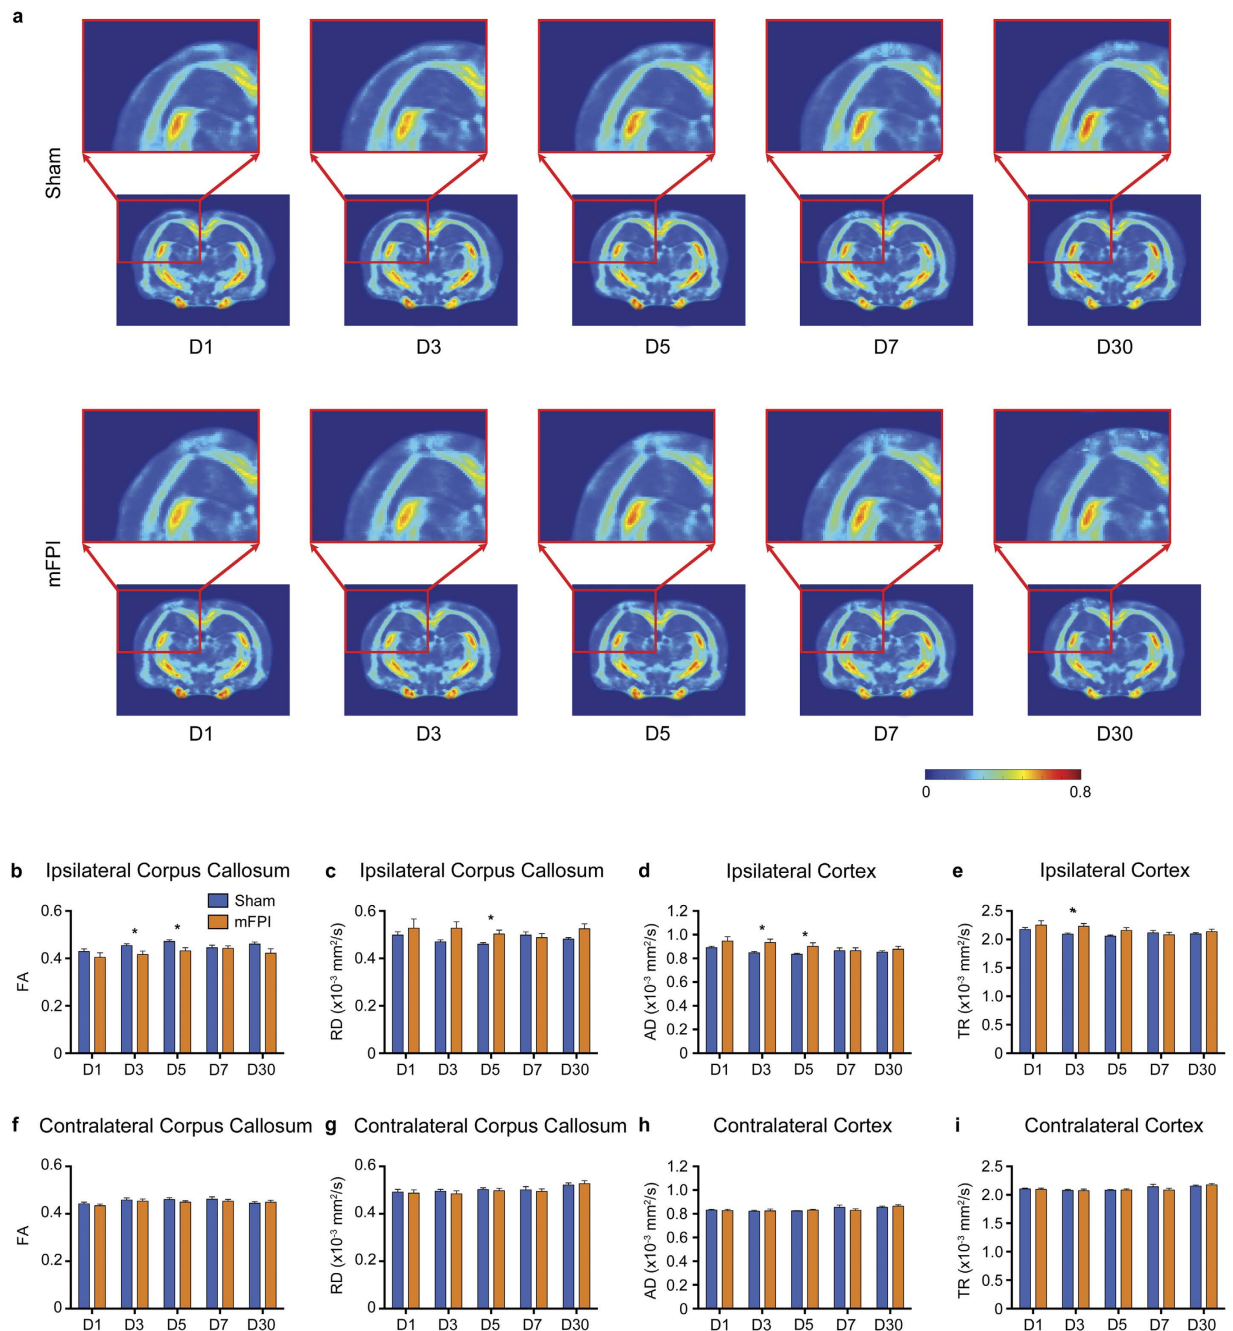 a
Sham
D1 D3 D5 D7 D30
mFPI
D1 D3 D5 D7 D30
0 0.8
b Ipsilateral Corpus Callosum
Sham
mFPI
FA
0.6
0.4
0.2
0
* *
D1 D3 D5 D7 D30
c Ipsilateral Corpus Callosum
RD (x10⁻³ mm²/s)
0.6
0.4
0.2
0
*
D1 D3 D5 D7 D30
d Ipsilateral Cortex
AD (x10⁻³ mm²/s)
1.2
1.0
0.8
0.6
0.4
0.2
0
* *
D1 D3 D5 D7 D30
e Ipsilateral Cortex
TR (x10⁻³ mm²/s)
2.5
2.0
1.5
1.0
0.5
0
*
D1 D3 D5 D7 D30
f Contralateral Corpus Callosum
FA
0.6
0.4
0.2
0
D1 D3 D5 D7 D30
g Contralateral Corpus Callosum
RD (x10⁻³ mm²/s)
0.6
0.4
0.2
0
D1 D3 D5 D7 D30
h Contralateral Cortex
AD (x10⁻³ mm²/s)
1.2
1.0
0.8
0.6
0.4
0.2
0
D1 D3 D5 D7 D30
i Contralateral Cortex
TR (x10⁻³ mm²/s)
2.5
2.0
1.5
1.0
0.5
0
D1 D3 D5 D7 D30